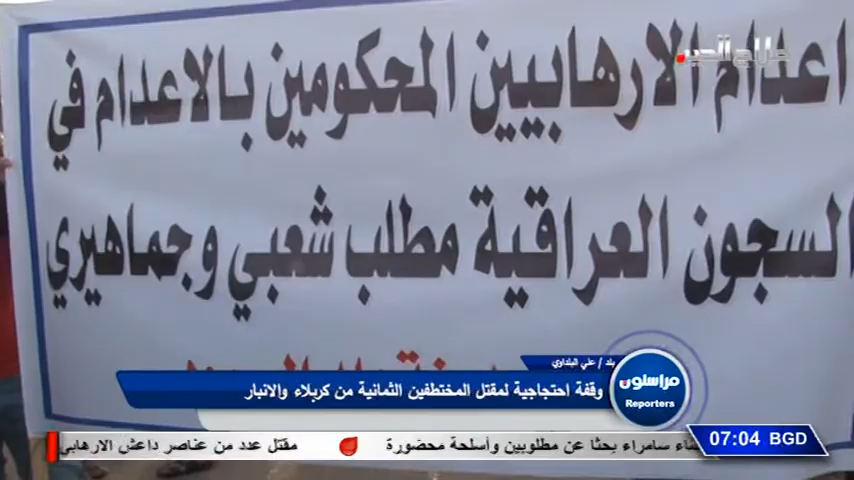 اعدام الارهابيين المحكومين بالاعدام في
السجون العراقية مطلب شعبي وجماهيري
بلد / علي البلداوي
وقفة احتجاجية لمقتل المختطفين الثمانية من كربلاء والانبار
مراسلون
Reporters
سامراء بحثا عن مطلوبين وأسلحة محضورة
مقتل عدد من عناصر داعش الارهابي
07:04 BGD